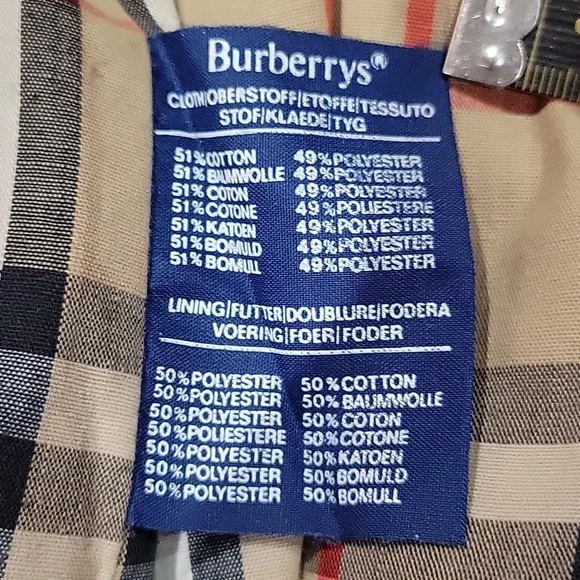 Burberrys®
CLOTH/OBERSTOFF/ETOFFE/TESSUTO
STOF/KLAEDE/TYG
51% COTTON 49% POLYESTER
51% BAUMWOLLE 49% POLYESTER
51% COTON 49% POLYESTER
51% COTONE 49% POLIESTERE
51% KATOEN 49% POLYESTER
51% BOMULD 49% POLYESTER
51% BOMULL 49% POLYESTER
LINING/FUTTER/DOUBLURE/FODERA
VOERING/FOER/FODER
50% POLYESTER 50% COTTON
50% POLYESTER 50% BAUMWOLLE
50% POLYESTER 50% COTON
50% POLIESTERE 50% COTONE
50% POLYESTER 50% KATOEN
50% POLYESTER 50% BOMULD
50% POLYESTER 50% BOMULL